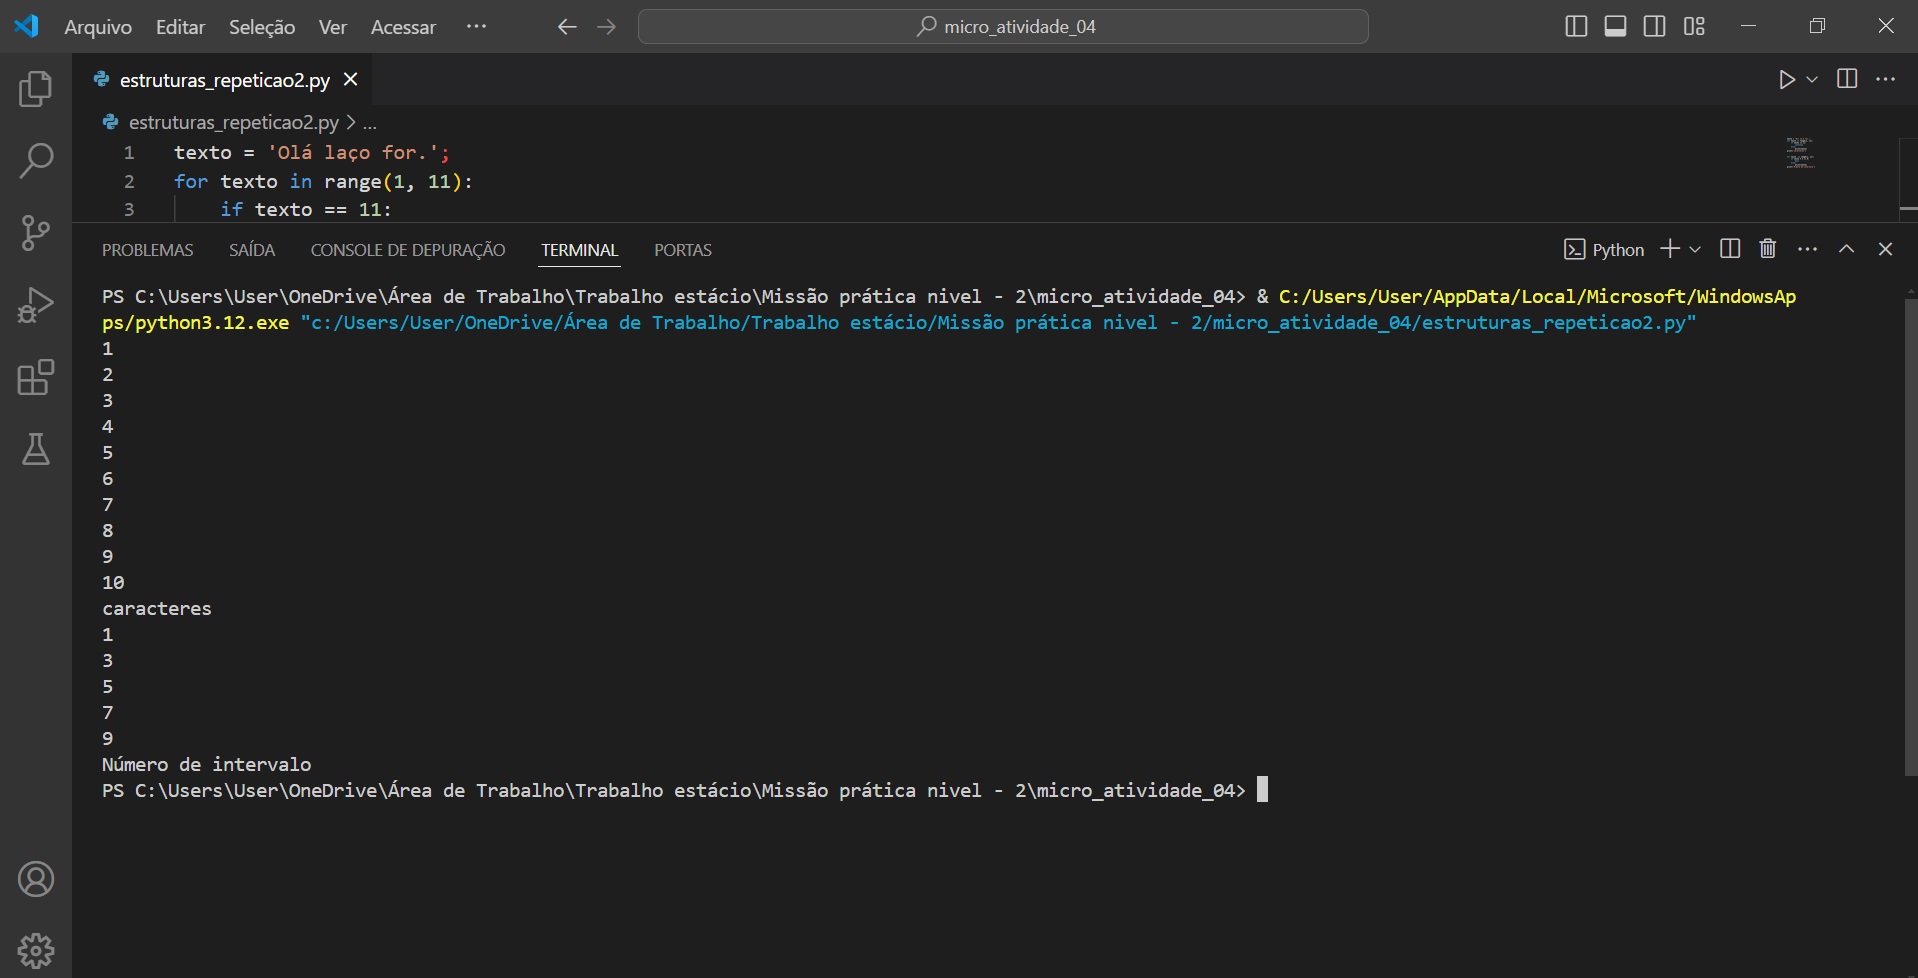 Arquivo Editar Seleção Ver Acessar ··· micro_atividade_04
estruturas_repeticao2.py
estruturas_repeticao2.py > ...
1 texto = 'Olá laço for.';
2 for texto in range(1, 11):
3 if texto == 11:
PROBLEMAS SAÍDA CONSOLE DE DEPURAÇÃO TERMINAL PORTAS Python
PS C:\Users\User\OneDrive\Área de Trabalho\Trabalho estácio\Missão prática nivel - 2\micro_atividade_04> & C:/Users/User/AppData/Local/Microsoft/WindowsAp
ps/python3.12.exe "c:/Users/User/OneDrive/Área de Trabalho/Trabalho estácio/Missão prática nivel - 2/micro_atividade_04/estruturas_repeticao2.py"
1
2
3
4
5
6
7
8
9
10
caracteres
1
3
5
7
9
Número de intervalo
PS C:\Users\User\OneDrive\Área de Trabalho\Trabalho estácio\Missão prática nivel - 2\micro_atividade_04>